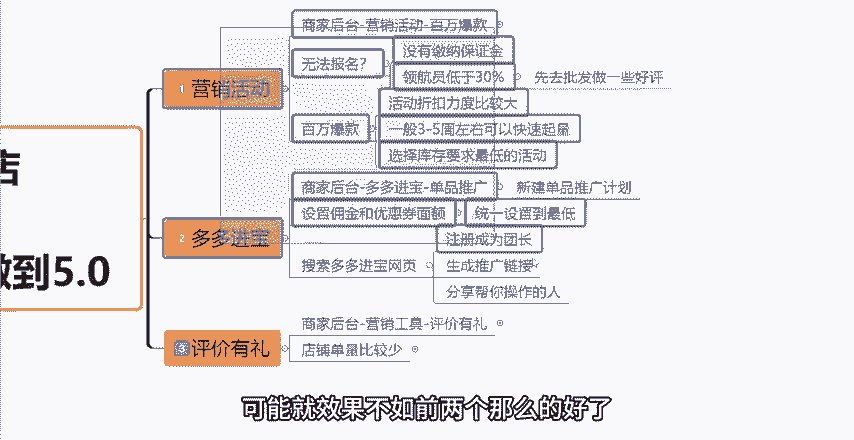 店
做到5.0
1 营销活动
商家后台-营销活动-百万爆款
无法报名？
没有缴纳保证金
领航员低于30%
先去批发做一些好评
百万爆款
活动折扣力度比较大
一般3-5周左右可以快速起量
选择库存要求最低的活动
2 多多进宝
商家后台-多多进宝-单品推广
新建单品推广计划
设置佣金和优惠券面额
统一设置到最低
搜索多多进宝网页
注册成为团长
生成推广链接
分享帮你操作的人
3 评价有礼
商家后台-营销工具-评价有礼
店铺单量比较少
可能就效果不如前两个那么的好了